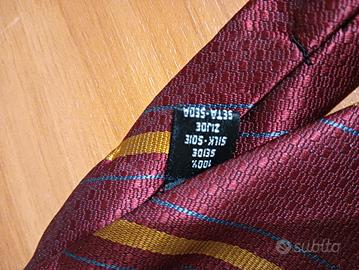 100%
SEIDE
SILK-SOIE
ZIJDE
SETA-SEDA
subito